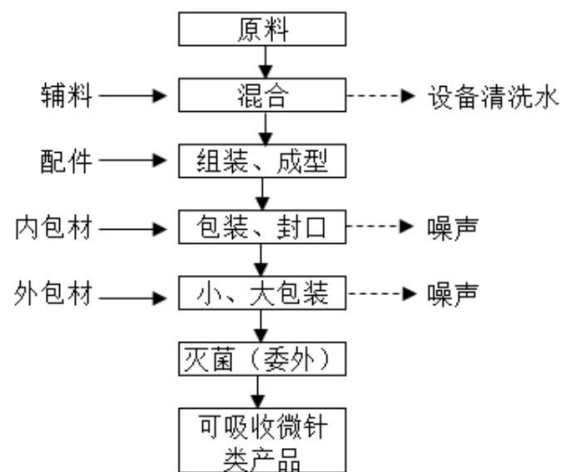 原料
辅料
混合
设备清洗水
配件
组装、成型
内包材
包装、封口
噪声
外包材
小、大包装
噪声
灭菌（委外）
可吸收微针
类产品